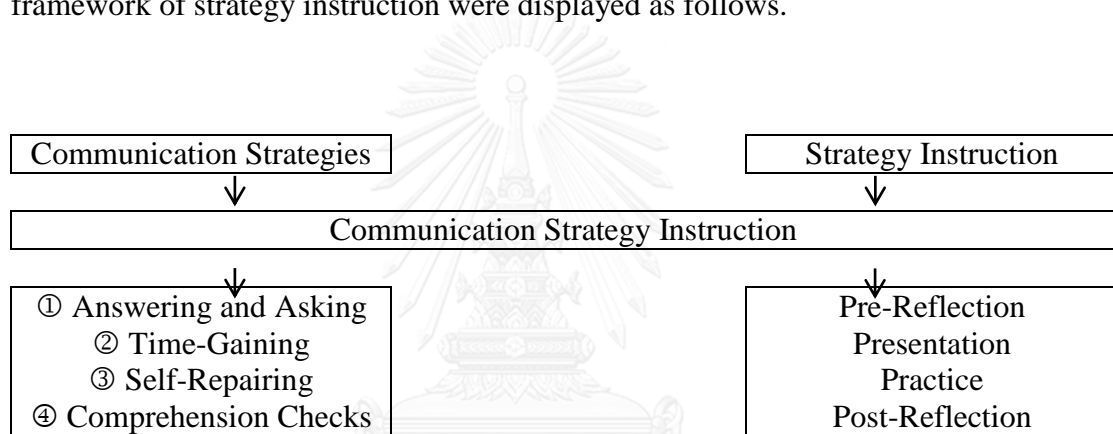 framework of strategy instruction were displayed as follows.
Communication Strategies
Strategy Instruction
Communication Strategy Instruction
① Answering and Asking
② Time-Gaining
③ Self-Repairing
④ Comprehension Checks
Pre-Reflection
Presentation
Practice
Post-Reflection